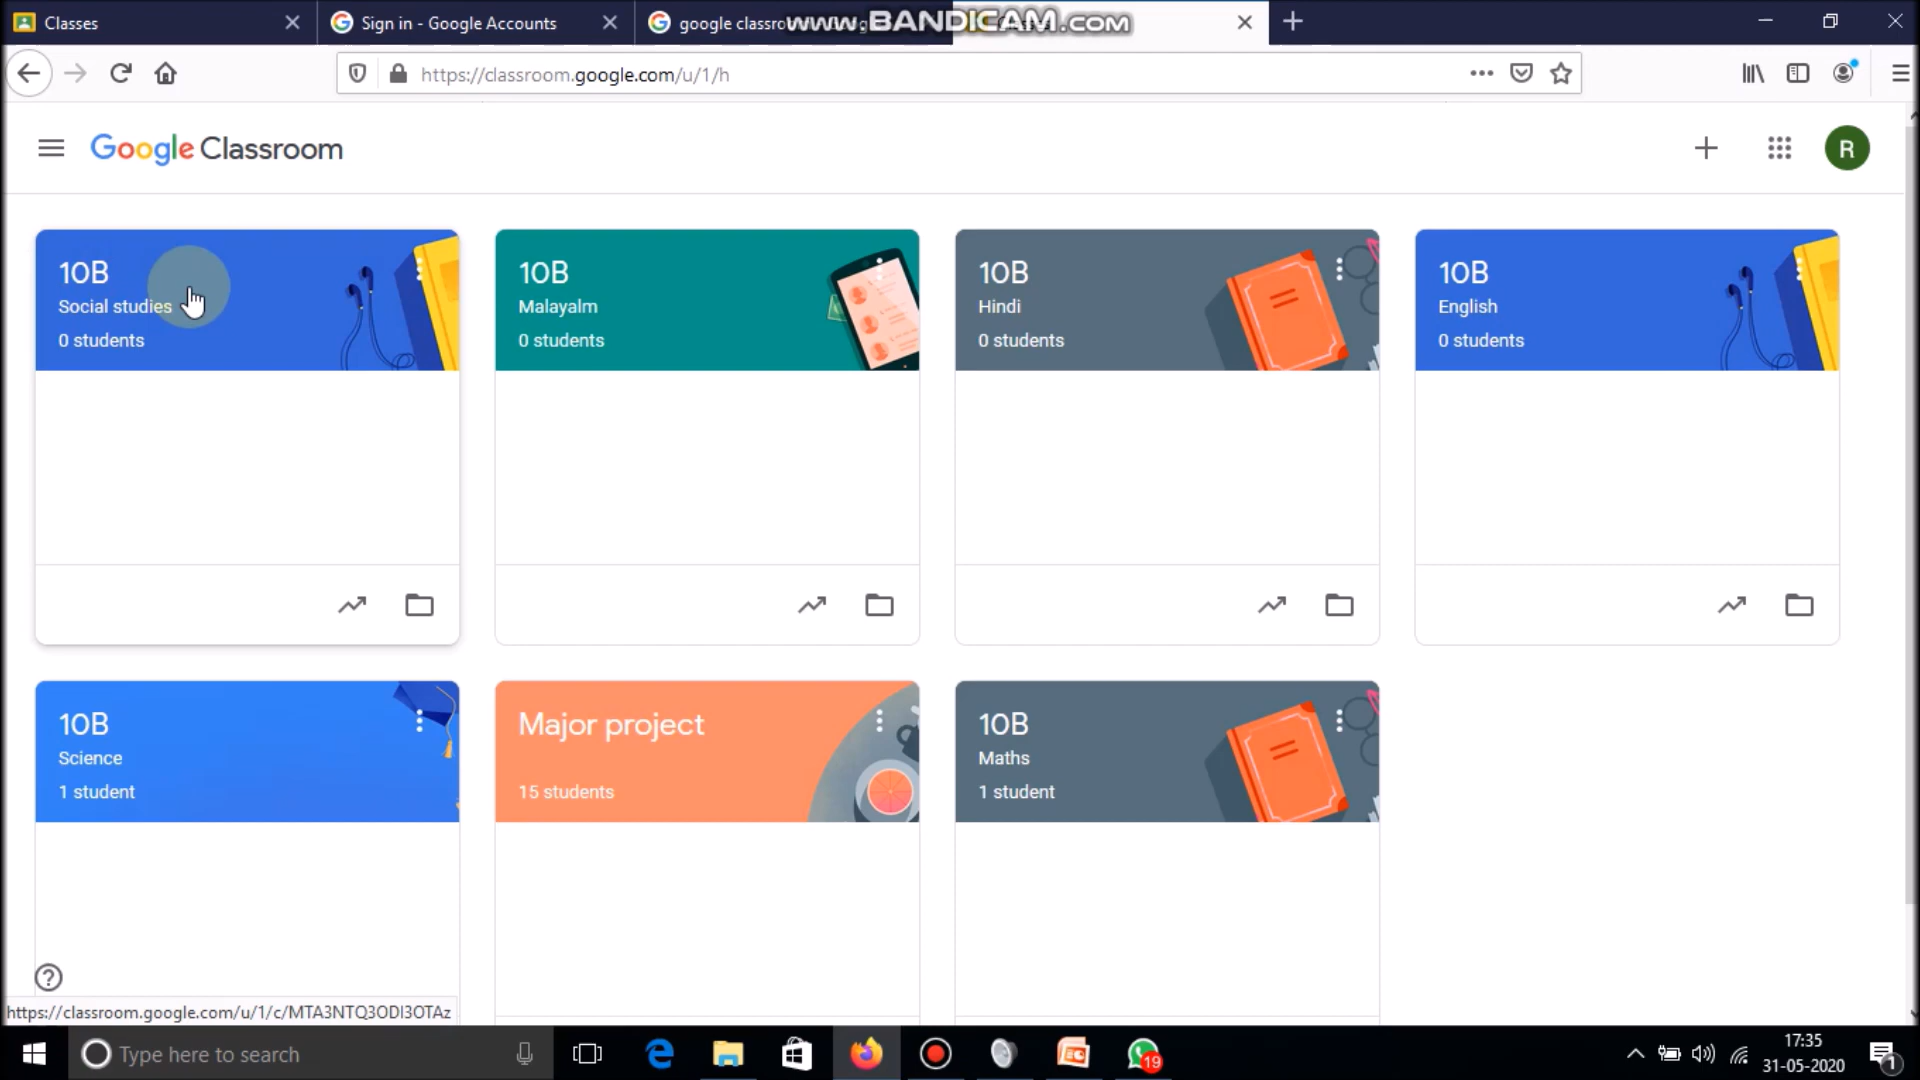 Classes
Sign in - Google Accounts
google classroo
www.BANDICAM.com
https://classroom.google.com/u/1/h
Google Classroom
R
10B
Social studies
0 students
10B
Malayalm
0 students
10B
Hindi
0 students
10B
English
0 students
10B
Science
1 student
Major project
15 students
10B
Maths
1 student
https://classroom.google.com/u/1/c/MTA3NTQ3ODI3OTAz
Type here to search
19
17:35
31-05-2020
1